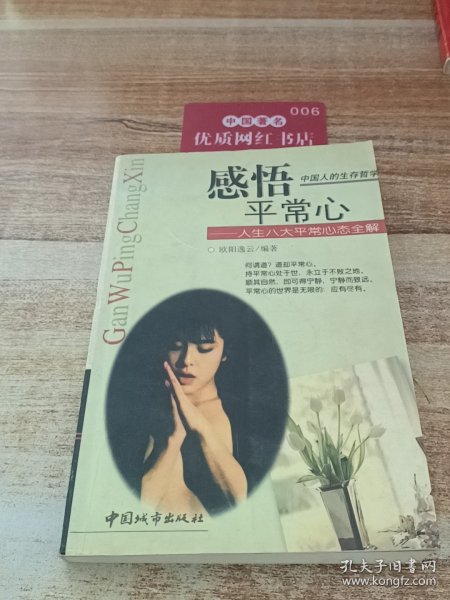 006
中国著名
优质网红书店
感悟
中国人的生存哲学
平常心
——人生八大平常心态全解
○ 欧阳逸云/编著
何谓道?道却平常心。
持平常心处于世,永立于不败之地。
顺其自然,即可得宁静,宁静而致远。
平常心的世界是无限的:应有尽有。
GanWuPingChangXin
中国城市出版社
孔夫子旧书网
www.kongfz.com